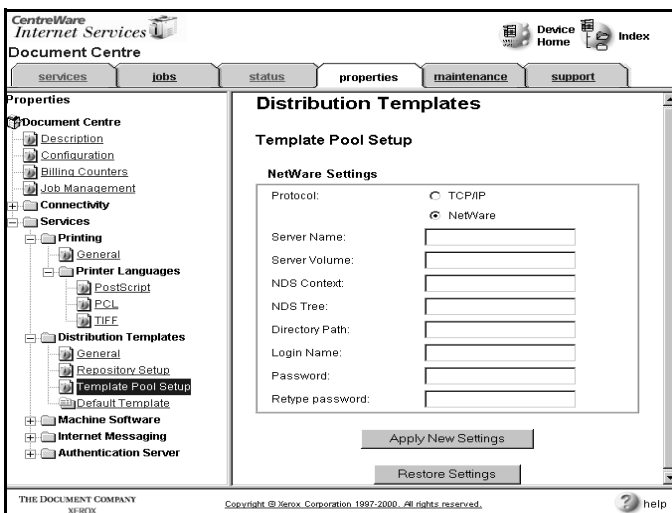 CentreWare
Internet Services
Document Centre
Device Home
Index
services
jobs
status
properties
maintenance
support
Properties
Document Centre
Description
Configuration
Billing Counters
Job Management
Connectivity
Services
Printing
General
Printer Languages
PostScript
PCL
TIFF
Distribution Templates
General
Repository Setup
Template Pool Setup
Default Template
Machine Software
Internet Messaging
Authentication Server
Distribution Templates
Template Pool Setup
NetWare Settings
Protocol:
TCP/IP
NetWare
Server Name:
Server Volume:
NDS Context:
NDS Tree:
Directory Path:
Login Name:
Password:
Retype password:
Apply New Settings
Restore Settings
THE DOCUMENT COMPANY
XEROX
Copyright © Xerox Corporation 1997-2000. All rights reserved.
help